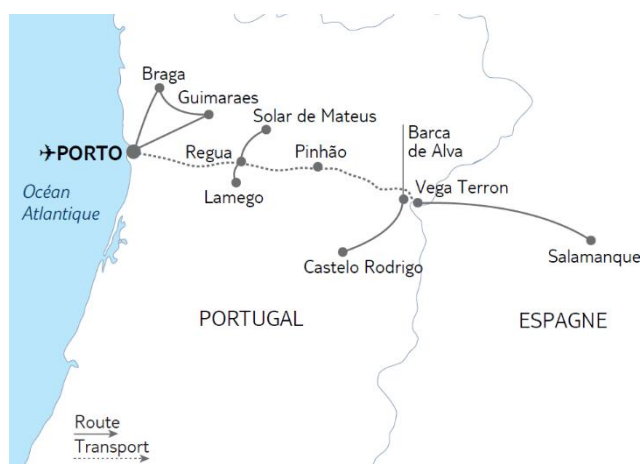 Braga
Guimaraes
Solar de Mateus
Barca
de Alva
PORTO
Regua
Pinhão
Océan
Atlantique
Lamego
Vega Terron
Castelo Rodrigo
Salamanque
PORTUGAL
ESPAGNE
Route
Transport